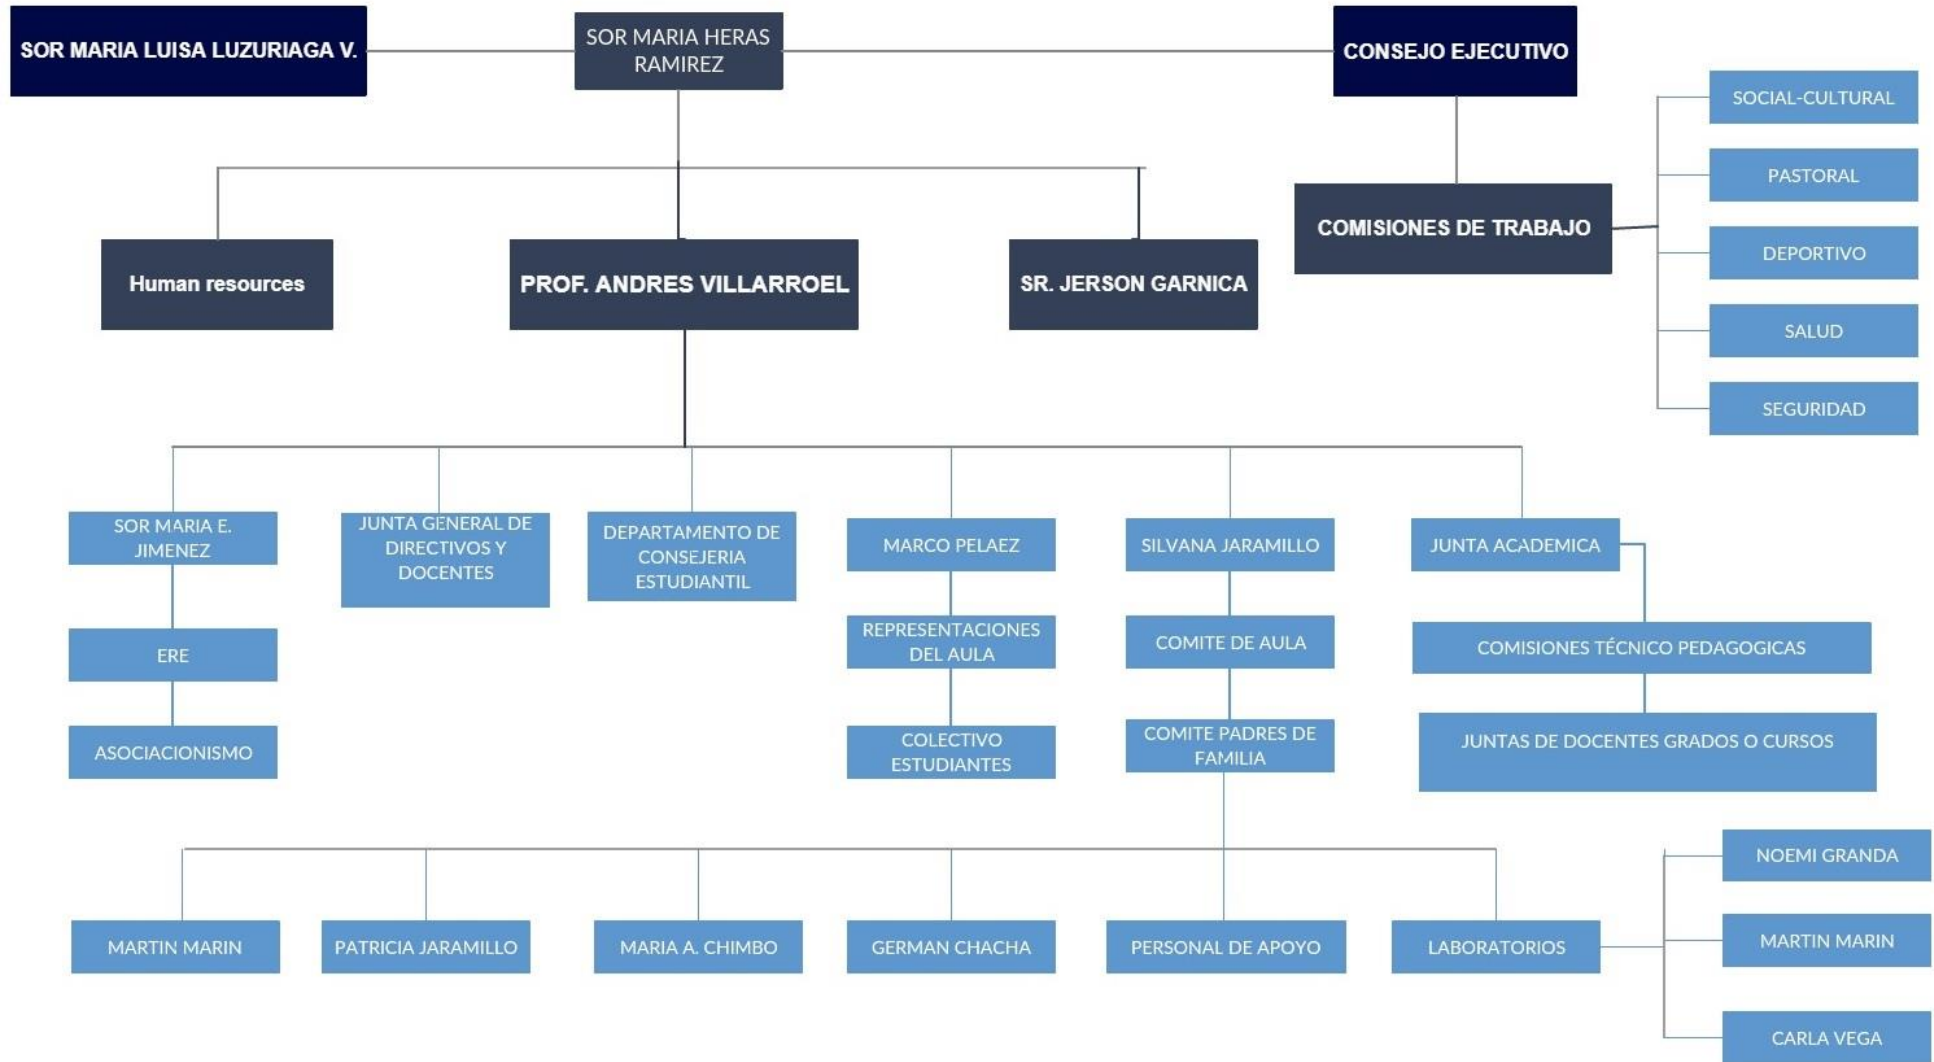 SOR MARIA LUISA LUZURIAGA V.
SOR MARIA HERAS
RAMIREZ
CONSEJO EJECUTIVO
SOCIAL-CULTURAL
PASTORAL
DEPORTIVO
SALUD
SEGURIDAD
COMISIONES DE TRABAJO
Human resources
PROF. ANDRES VILLARROEL
SR. JERSON GARNICA
SOR MARIA E.
JIMENEZ
JUNTA GENERAL DE
DIRECTIVOS Y
DOCENTES
DEPARTAMENTO DE
CONSEJERIA
ESTUDIANTIL
MARCO PELAEZ
SILVANA JARAMILLO
JUNTA ACADEMICA
ERE
REPRESENTACIONES
DEL AULA
COMITE DE AULA
COMISIONES TÉCNICO PEDAGOGICAS
ASOCIACIONISMO
COLECTIVO
ESTUDIANTES
COMITE PADRES DE
FAMILIA
JUNTAS DE DOCENTES GRADOS O CURSOS
MARTIN MARIN
PATRICIA JARAMILLO
MARIA A. CHIMBO
GERMAN CHACHA
PERSONAL DE APOYO
LABORATORIOS
NOEMI GRANDA
MARTIN MARIN
CARLA VEGA